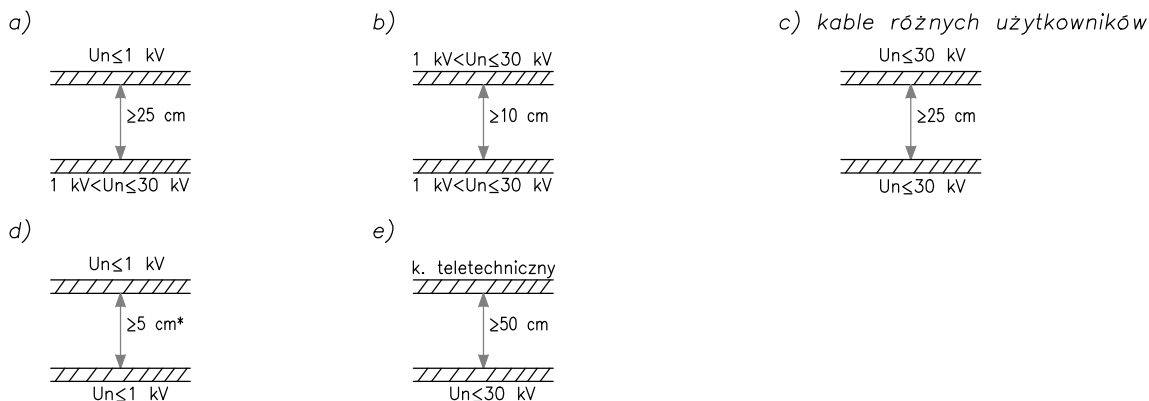 a)
Un≤1 kV
≥25 cm
1 kV<Un≤30 kV
b)
1 kV<Un≤30 kV
≥10 cm
1 kV<Un≤30 kV
c) kable różnych użytkowników
Un≤30 kV
≥25 cm
Un≤30 kV
d)
Un≤1 kV
≥5 cm*
Un≤1 kV
e)
k. teletechniczny
≥50 cm
Un<30 kV